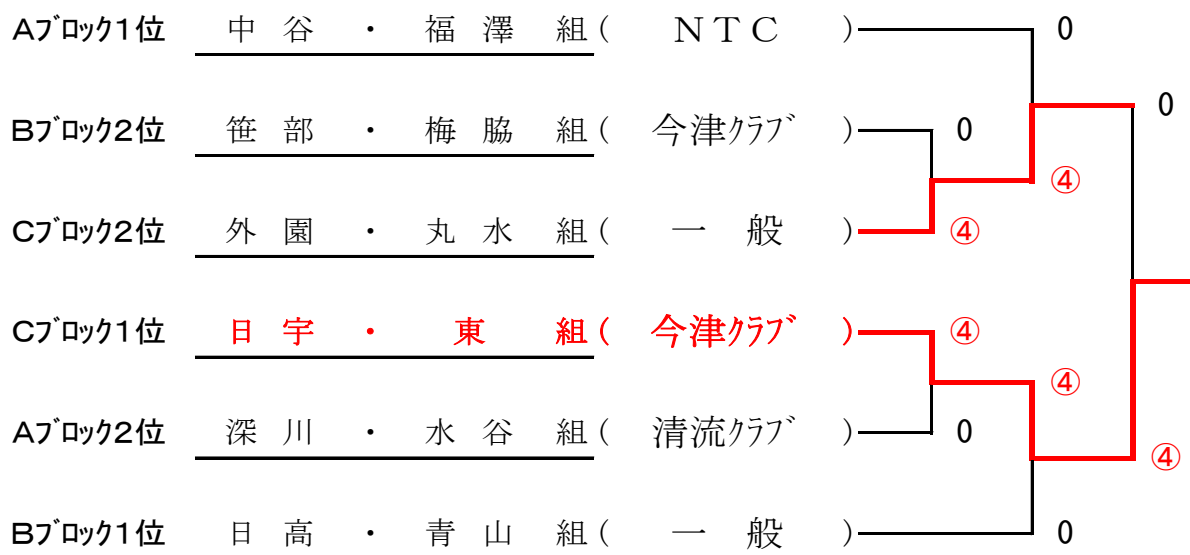 Aﾌﾞﾛｯｸ1位 中谷・福澤組( NTC ) 0
0
Bﾌﾞﾛｯｸ2位 笹部・梅脇組( 今津ｸﾗﾌﾞ ) 0
④
Cﾌﾞﾛｯｸ2位 外園・丸水組( 一般 ) ④
Cﾌﾞﾛｯｸ1位 日宇・東組( 今津ｸﾗﾌﾞ ) ④
④
Aﾌﾞﾛｯｸ2位 深川・水谷組( 清流ｸﾗﾌﾞ ) 0
④
Bﾌﾞﾛｯｸ1位 日高・青山組( 一般 ) 0